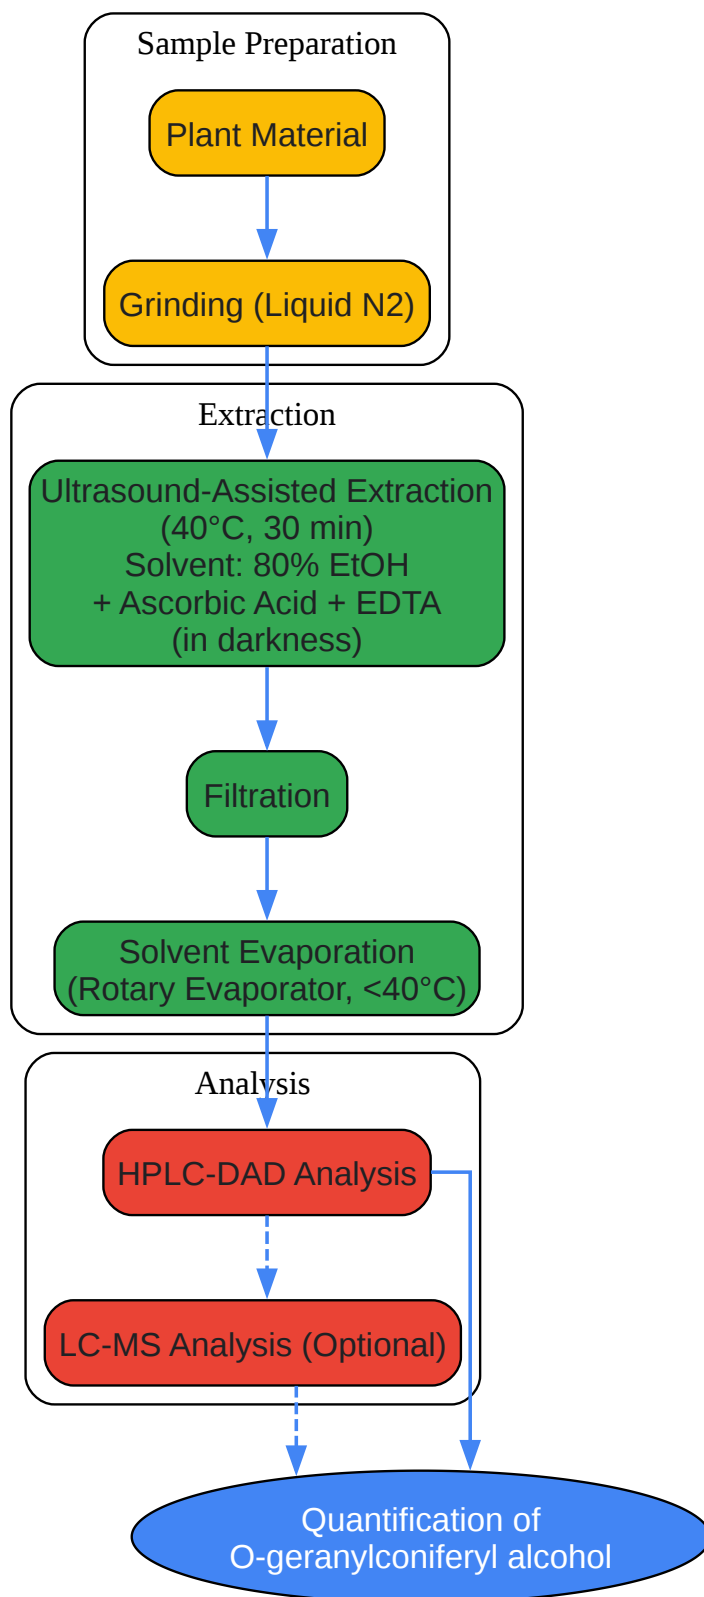 Sample Preparation
Plant Material
Grinding (Liquid N2)
Extraction
Ultrasound-Assisted Extraction
(40°C, 30 min)
Solvent: 80% EtOH
+ Ascorbic Acid + EDTA
(in darkness)
Filtration
Solvent Evaporation
(Rotary Evaporator, <40°C)
Analysis
HPLC-DAD Analysis
LC-MS Analysis (Optional)
Quantification of
O-geranylconiferyl alcohol